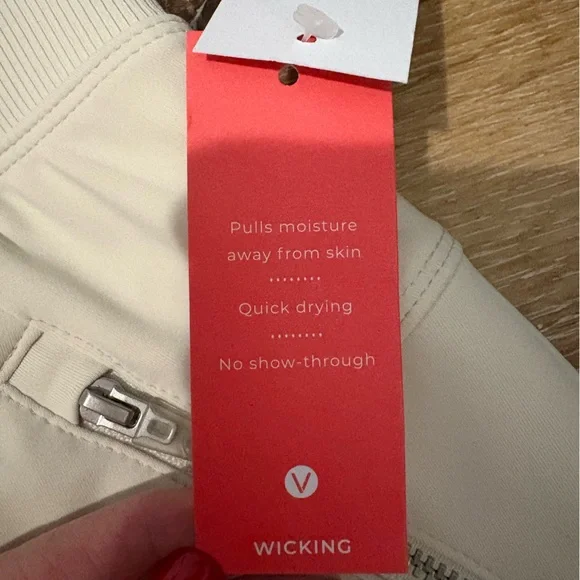 Pulls moisture
away from skin
Quick drying
No show-through
V
WICKING